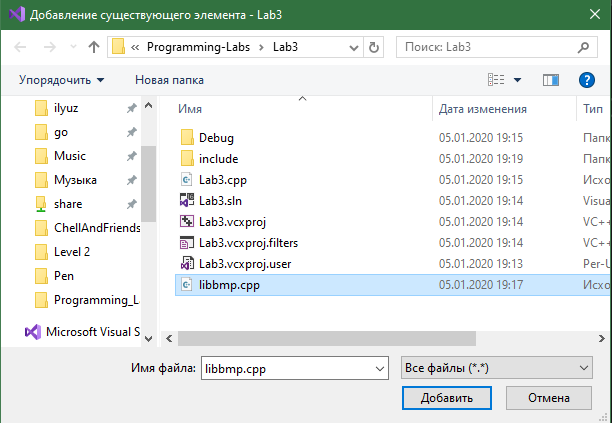 Добавление существующего элемента - Lab3
« Programming-Labs > Lab3
Поиск: Lab3
Упорядочить
Новая папка
Имя
Дата изменения
Тип
ilyuz
go
Music
Музыка
share
ChellAndFriends
Level 2
Pen
Programming_La
Microsoft Visual S
Debug 05.01.2020 19:15 Папк
include 05.01.2020 19:19 Папк
Lab3.cpp 05.01.2020 19:15 Исхо
Lab3.sln 05.01.2020 19:14 Visua
Lab3.vcxproj 05.01.2020 19:14 VC++
Lab3.vcxproj.filters 05.01.2020 19:14 VC++
Lab3.vcxproj.user 05.01.2020 19:13 Per-U
libbmp.cpp 05.01.2020 19:17 Исхо
Имя файла: libbmp.cpp
Все файлы (*.*)
Добавить
Отмена